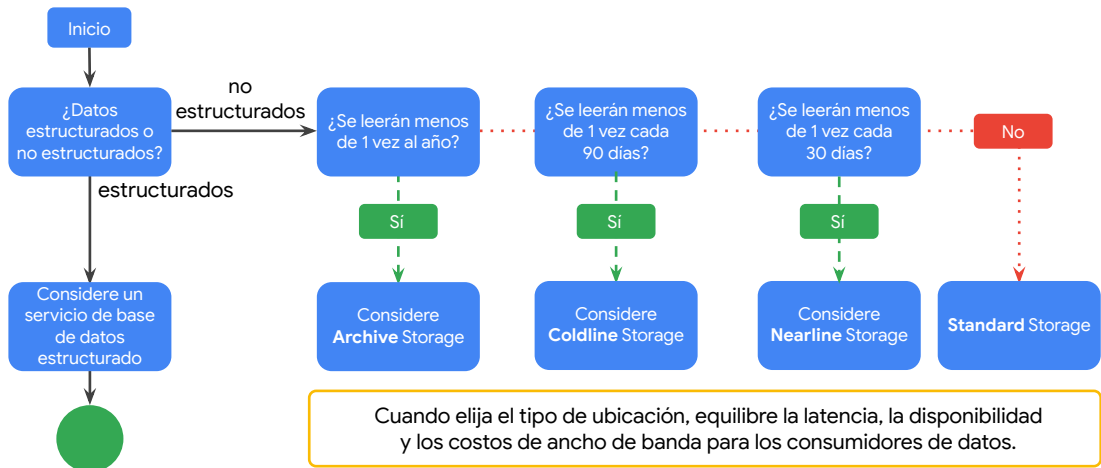 Inicio
¿Datos
estructurados o
no estructurados?
no
estructurados
¿Se leerán menos
de 1 vez al año?
¿Se leerán menos
de 1 vez cada
90 días?
¿Se leerán menos
de 1 vez cada
30 días?
No
estructurados
Sí
Sí
Sí
Considere un
servicio de base
de datos
estructurado
Considere
Archive Storage
Considere
Coldline Storage
Considere
Nearline Storage
Standard Storage
Cuando elija el tipo de ubicación, equilibre la latencia, la disponibilidad
y los costos de ancho de banda para los consumidores de datos.